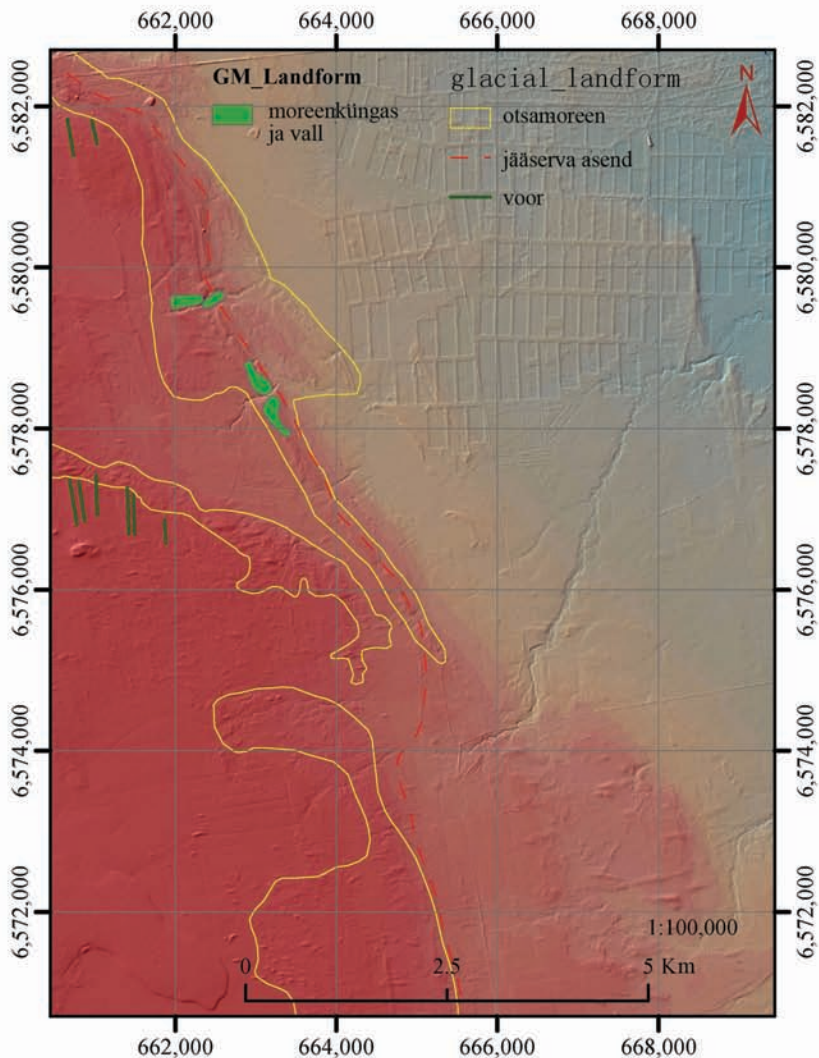 662,000 664,000 666,000 668,000
6,582,000
6,580,000
6,578,000
6,576,000
6,574,000
6,572,000
GM_Landform
moreenküngas
ja vall
glacial_landform
otsamoreen
jääserva asend
voor
N
6,582,000
6,580,000
6,578,000
6,576,000
6,574,000
6,572,000
1:100,000
0 2.5 5 Km
662,000 664,000 666,000 668,000